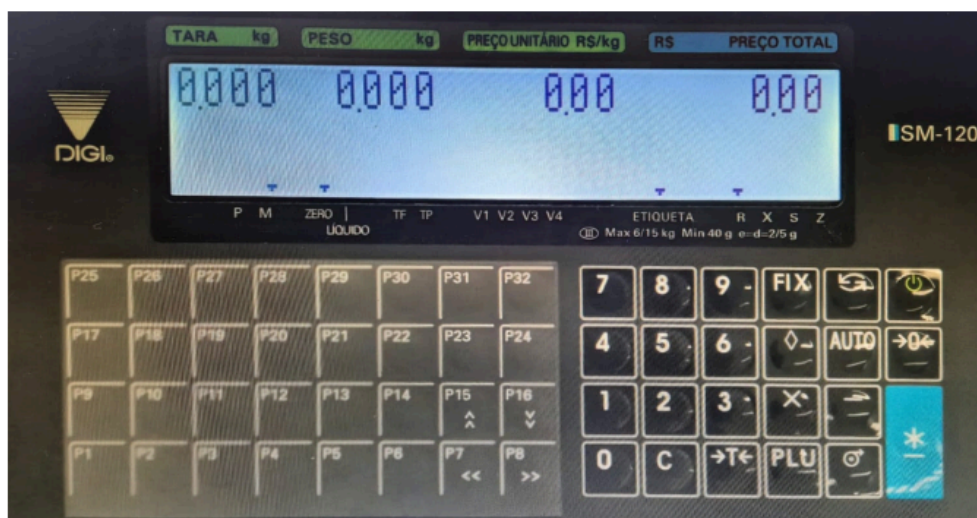 TARA kg PESO kg PREÇO UNITÁRIO R$/kg R$ PREÇO TOTAL
0.000 0.000 0.00 0.00
DIGI®
SM-120
P M ZERO LÍQUIDO TF TP V1 V2 V3 V4 ETIQUETA R X S Z
Max 6/15 kg Min 40 g e=d=2/5 g
P25 P26 P27 P28 P29 P30 P31 P32 7 8 9 FIX
P17 P18 P19 P20 P21 P22 P23 P24 4 5 6 AUTO →0←
P9 P10 P11 P12 P13 P14 P15 P16 1 2 3 X
P1 P2 P3 P4 P5 P6 P7 << P8 >> 0 C →T← PLU *